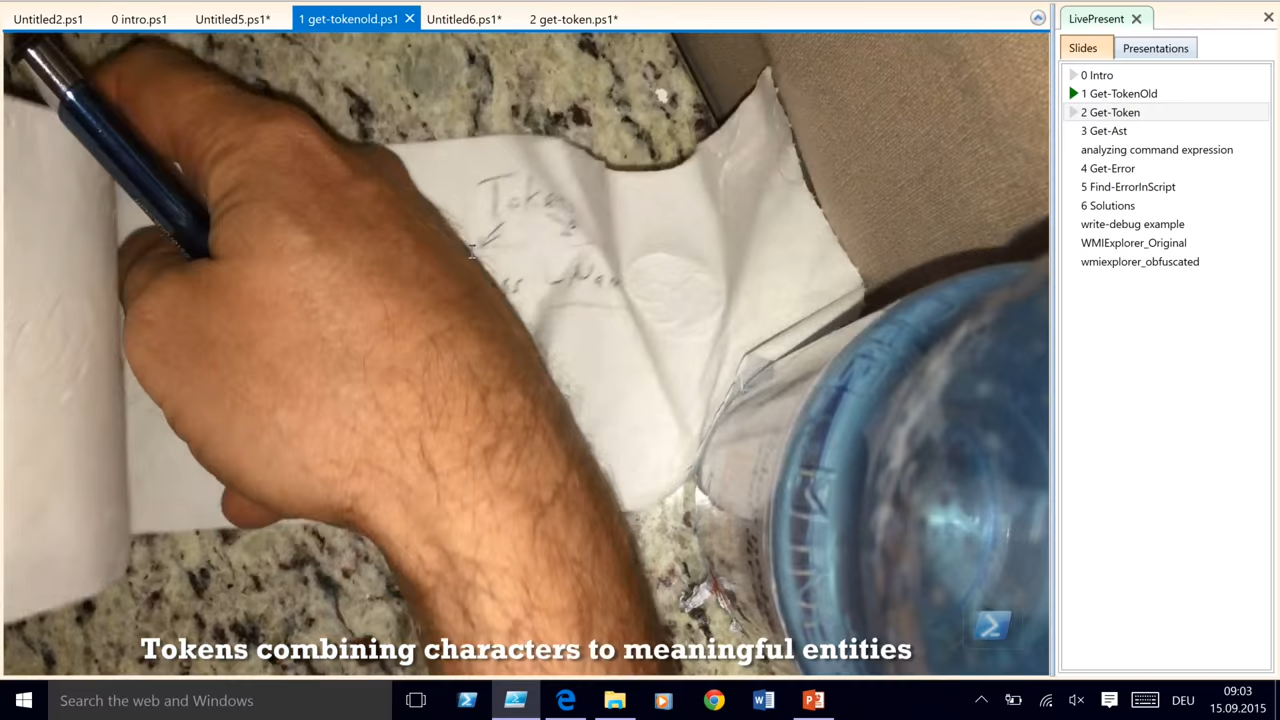 Untitled2.ps1
0 intro.ps1
Untitled5.ps1*
1 get-tokenold.ps1
Untitled6.ps1*
2 get-token.ps1*
LivePresent
Slides
Presentations
0 Intro
1 Get-TokenOld
2 Get-Token
3 Get-Ast
analyzing command expression
4 Get-Error
5 Find-ErrorInScript
6 Solutions
write-debug example
WMIExplorer_Original
wmiexplorer_obfuscated
Tokens combining characters to meaningful entities
Search the web and Windows
DEU
09:03
15.09.2015